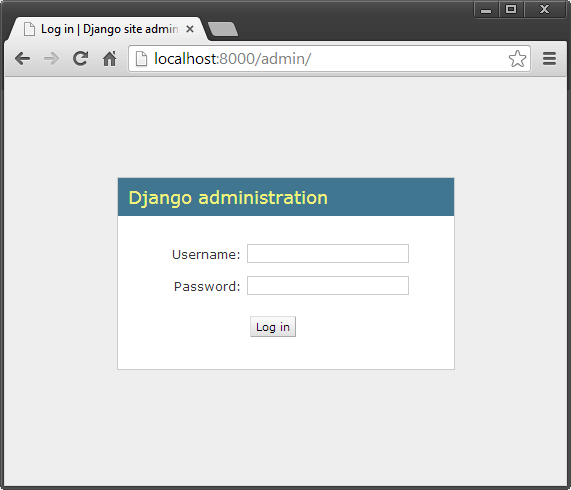 Log in | Django site admin
localhost:8000/admin/
Django administration
Username:
Password:
Log in